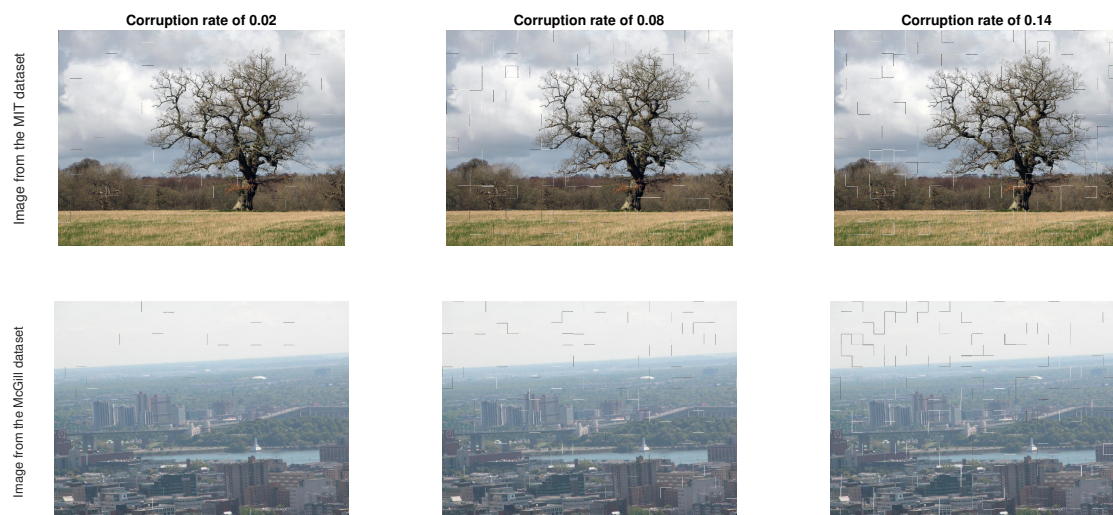 Corruption rate of 0.02
Corruption rate of 0.08
Corruption rate of 0.14
Image from the MIT dataset
Image from the McGill dataset